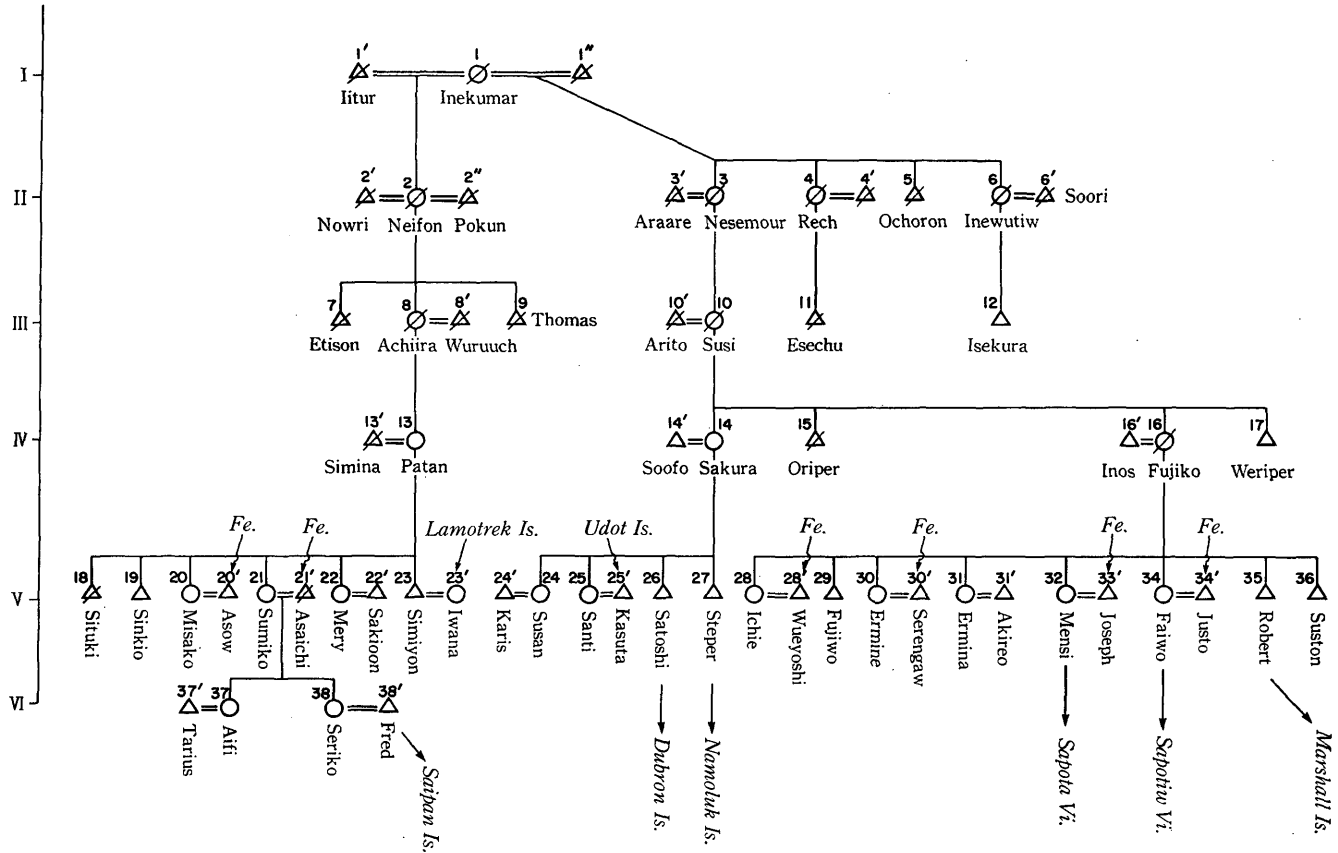 1′ 1 1″
I
Iitur Inekumar
2′ 2 2″ 3′ 3 4 4′ 5 6 6′
II Soori
Nowri Neifon Pokun Araare Nesemour Rech Ochoron Inewutiw
7 8 8′ 9 10′ 10 11 12
III Thomas
Etison Achiira Wuruuch Arito Susi Esechu Isekura
13′ 13 14′ 14 15 16′ 16 17
IV
Simina Patan Soofo Sakura Oriper Inos Fujiko Weriper
Fe. Fe. Lamotrek Is. Udot Is. Fe. Fe. Fe. Fe.
18 19 20 20′ 21 21′ 22 22′ 23 23′ 24′ 24 25 25′ 26 27 28 28′ 29 30 30′ 31 31′ 32 33′ 34 34′ 35 36
V
Situki Sinkio Misako Asow Sumiko Asaichi Mery Sakioon Simiyon Iwana Karis Susan Santi Kasuta Satoshi Steper Ichie Wueyoshi Fujiwo Ermine Serengaw Ermina Akireo Mensi Joseph Faiwo Justo Robert Suston
37′ 37 38 38′
VI
Tarius Aifi Seriko Fred
Saipan Is. Dubron Is. Namoluk Is. Sapota Vi. Sapotiw Vi. Marshall Is.